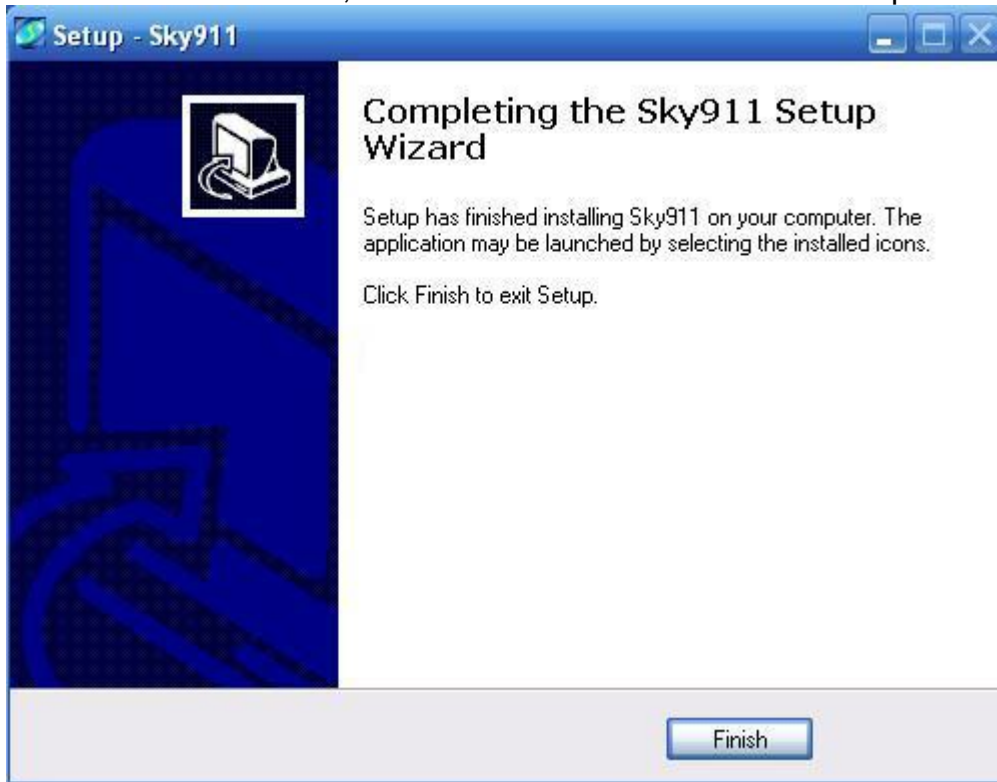 Setup - Sky911
Completing the Sky911 Setup
Wizard
Setup has finished installing Sky911 on your computer. The
application may be launched by selecting the installed icons.
Click Finish to exit Setup.
Finish